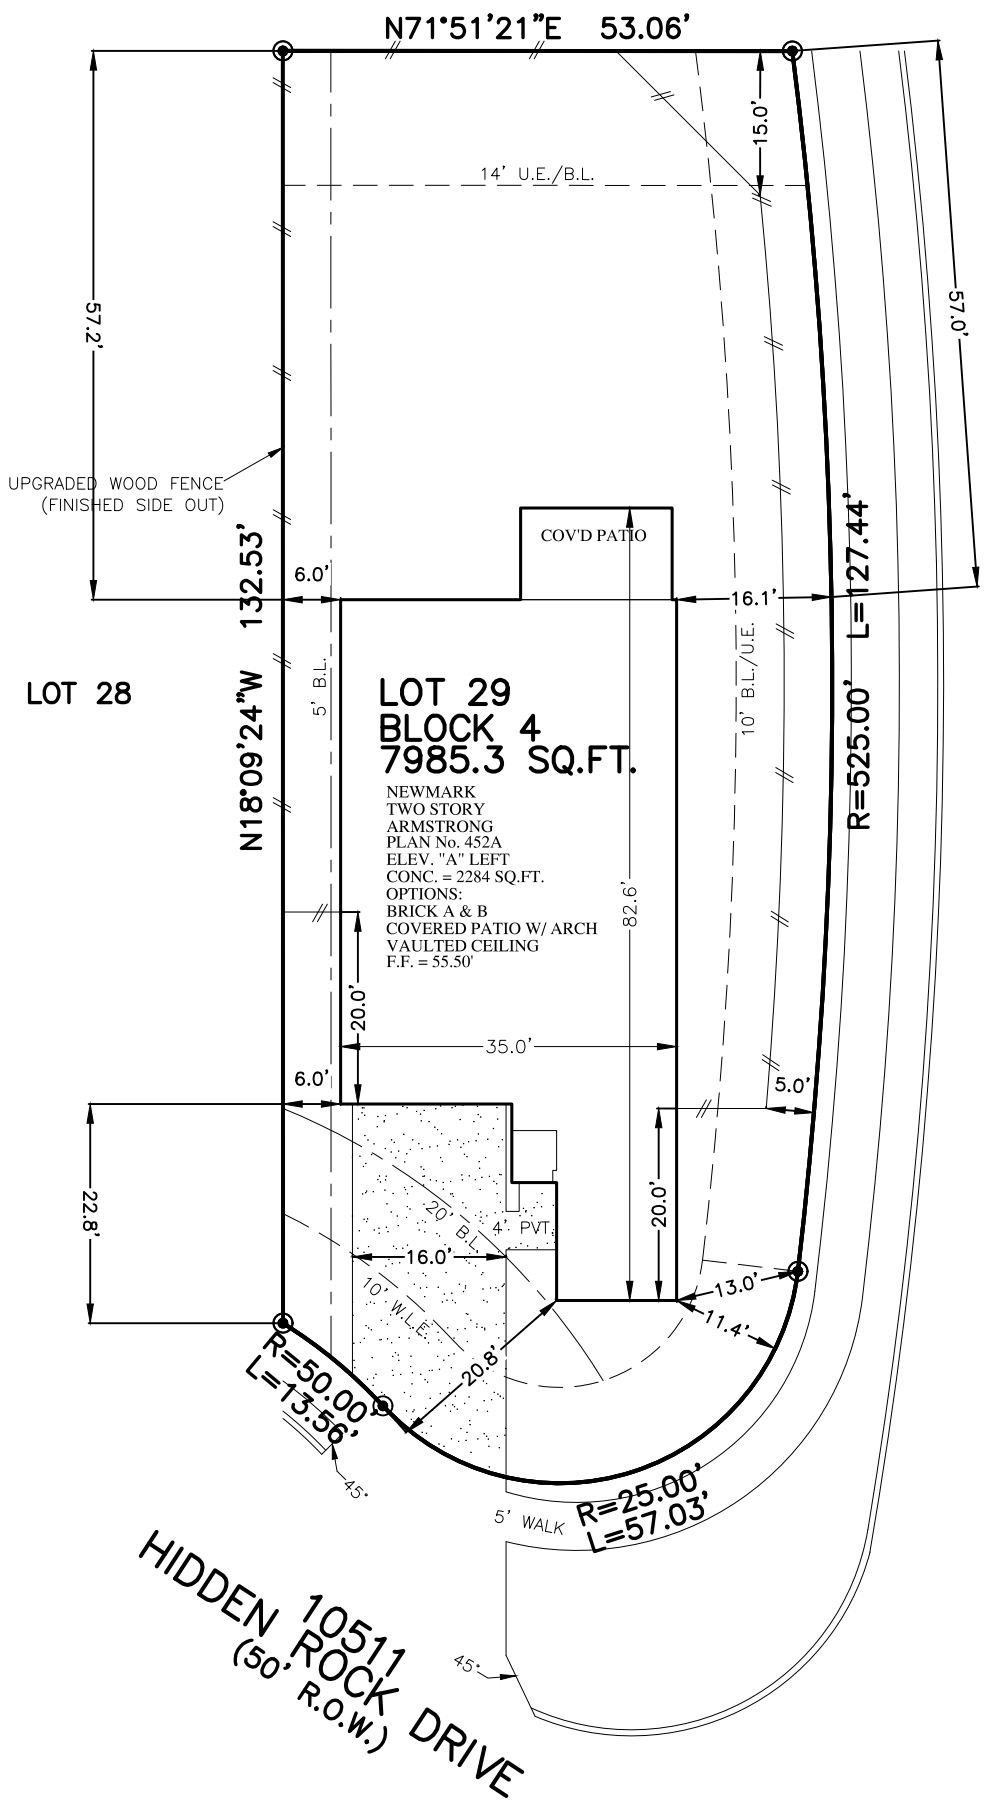 N71°51'21"E 53.06'
15.0'
14' U.E./B.L.
57.2'
57.0'
UPGRADED WOOD FENCE
(FINISHED SIDE OUT)
COV'D PATIO
6.0'
16.1'
N18°09'24"W 132.53'
R=525.00' L=127.44'
10' B.L./U.E.
5' B.L.
LOT 28
LOT 29
BLOCK 4
7985.3 SQ.FT.
NEWMARK
TWO STORY
ARMSTRONG
PLAN No. 452A
ELEV. "A" LEFT
CONC. = 2284 SQ.FT.
OPTIONS:
BRICK A & B
COVERED PATIO W/ ARCH
VAULTED CEILING
F.F. = 55.50'
82.6'
20.0'
35.0'
6.0'
5.0'
22.8'
20' B.L.
4' PVT.
20.0'
16.0'
10' W.L.E.
13.0'
11.4'
20.8'
R=50.00'
L=13.56'
45°
R=25.00'
L=57.03'
5' WALK
10511
HIDDEN ROCK DRIVE
(50' R.O.W.)
45°